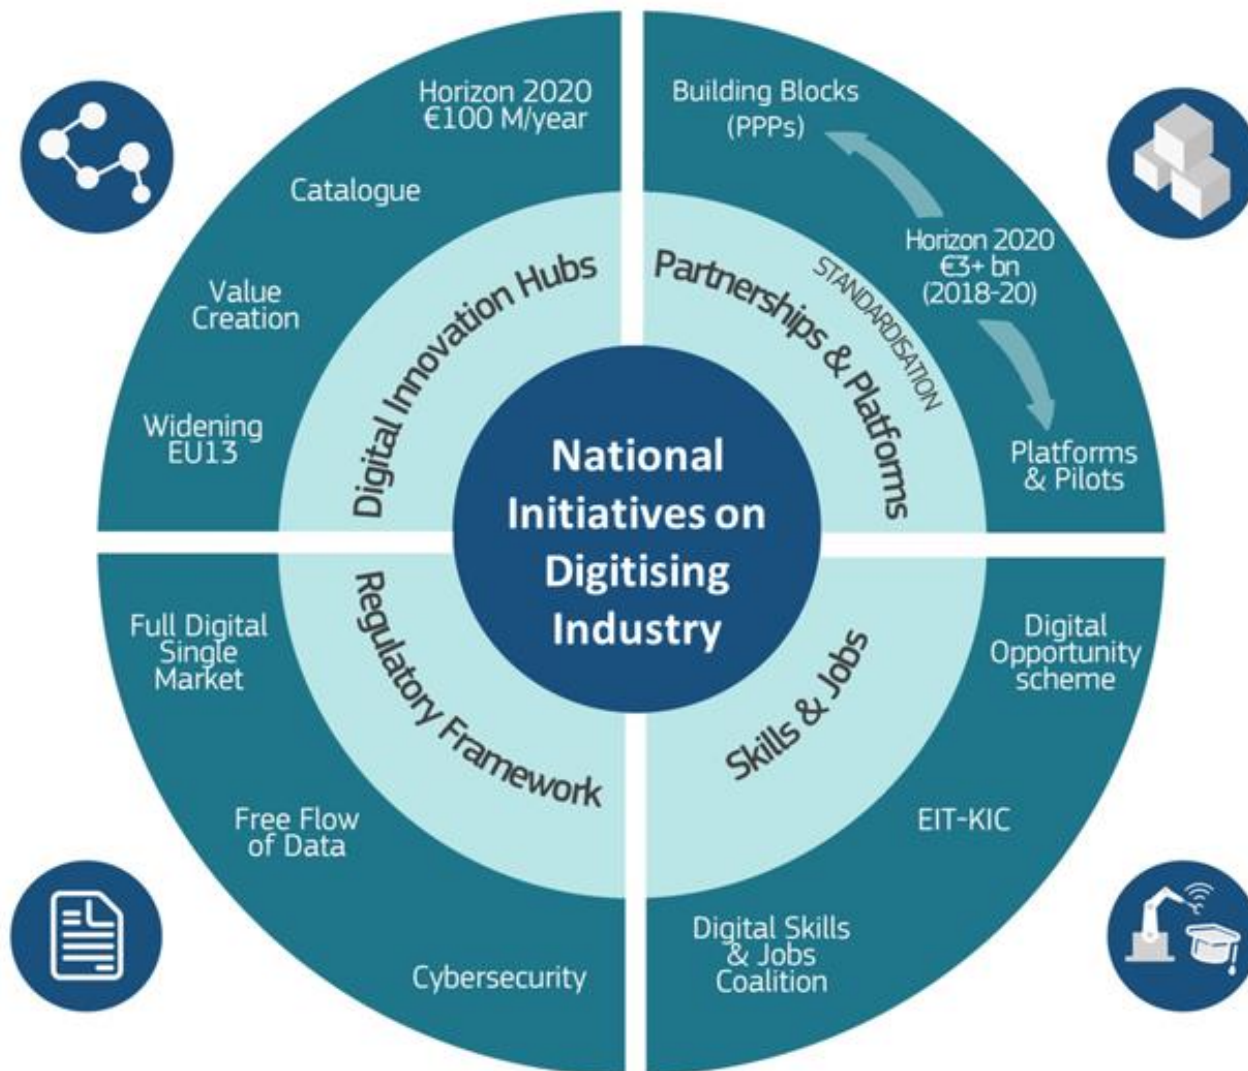 Horizon 2020
€100 M/year
Catalogue
Value
Creation
Widening
EU13
Digital Innovation Hubs
Building Blocks
(PPPs)
Horizon 2020
€3+ bn
(2018-20)
Platforms
& Pilots
STANDARDISATION
Partnerships & Platforms
National
Initiatives on
Digitising
Industry
Regulatory Framework
Full Digital
Single
Market
Free Flow
of Data
Cybersecurity
Skills & Jobs
Digital
Opportunity
scheme
EIT-KIC
Digital Skills
& Jobs
Coalition